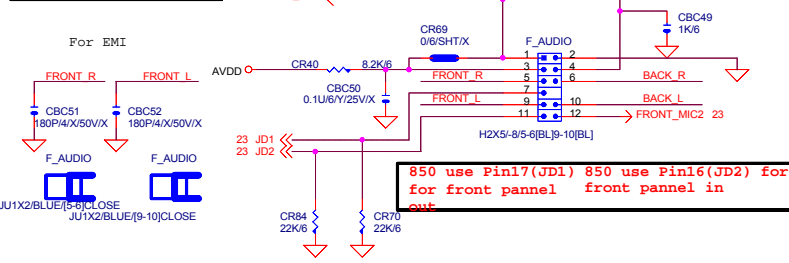 For EMI
FRONT_R
FRONT_L
CBC51
180P/4/X/50V/X
CBC52
180P/4/X/50V/X
F_AUDIO
JU1X2/BLUE/[5-6]CLOSE
F_AUDIO
JU1X2/BLUE/[9-10]CLOSE
AVDD
CR40
8.2K/6
CBC50
0.1U/6/Y/25V/X
CR69
0/6/SHT/X
F_AUDIO
1
2
3
4
5
6
7
9
10
11
12
FRONT_R
FRONT_L
BACK_R
BACK_L
FRONT_MIC2 23
H2X5/-8/5-6[BL]9-10[BL]
CBC49
1K/6
23 JD1
23 JD2
CR84
22K/6
CR70
22K/6
850 use Pin17(JD1)
for front pannel
out
850 use Pin16(JD2) for
front pannel in